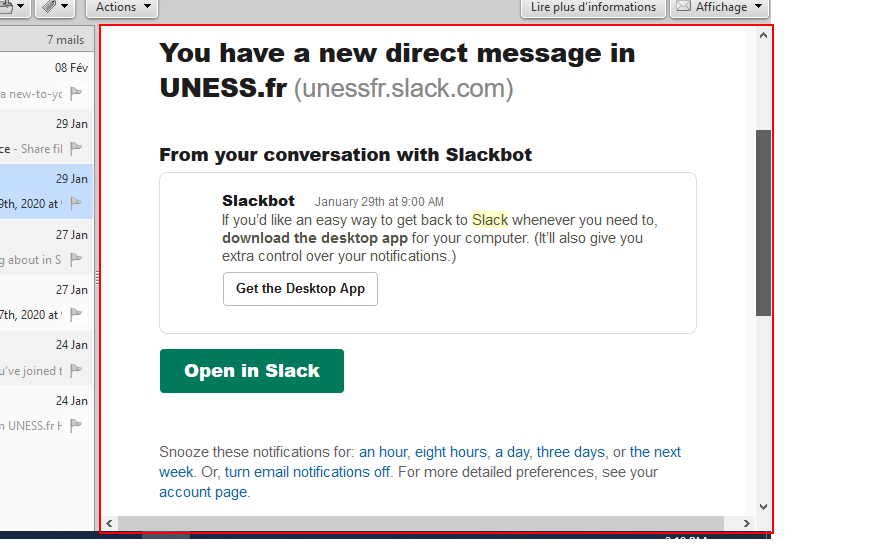 Actions
Lire plus d'informations
Affichage
7 mails
08 Fév
29 Jan
ce - Share fil
29 Jan
9th, 2020 at
27 Jan
g about in S
27 Jan
7th, 2020 at
24 Jan
u've joined t
24 Jan
n UNESS.fr H
You have a new direct message in
UNESS.fr (unessfr.slack.com)
From your conversation with Slackbot
Slackbot January 29th at 9:00 AM
If you'd like an easy way to get back to Slack whenever you need to,
download the desktop app for your computer. (It'll also give you
extra control over your notifications.)
Get the Desktop App
Open in Slack
Snooze these notifications for: an hour, eight hours, a day, three days, or the next
week. Or, turn email notifications off. For more detailed preferences, see your
account page.